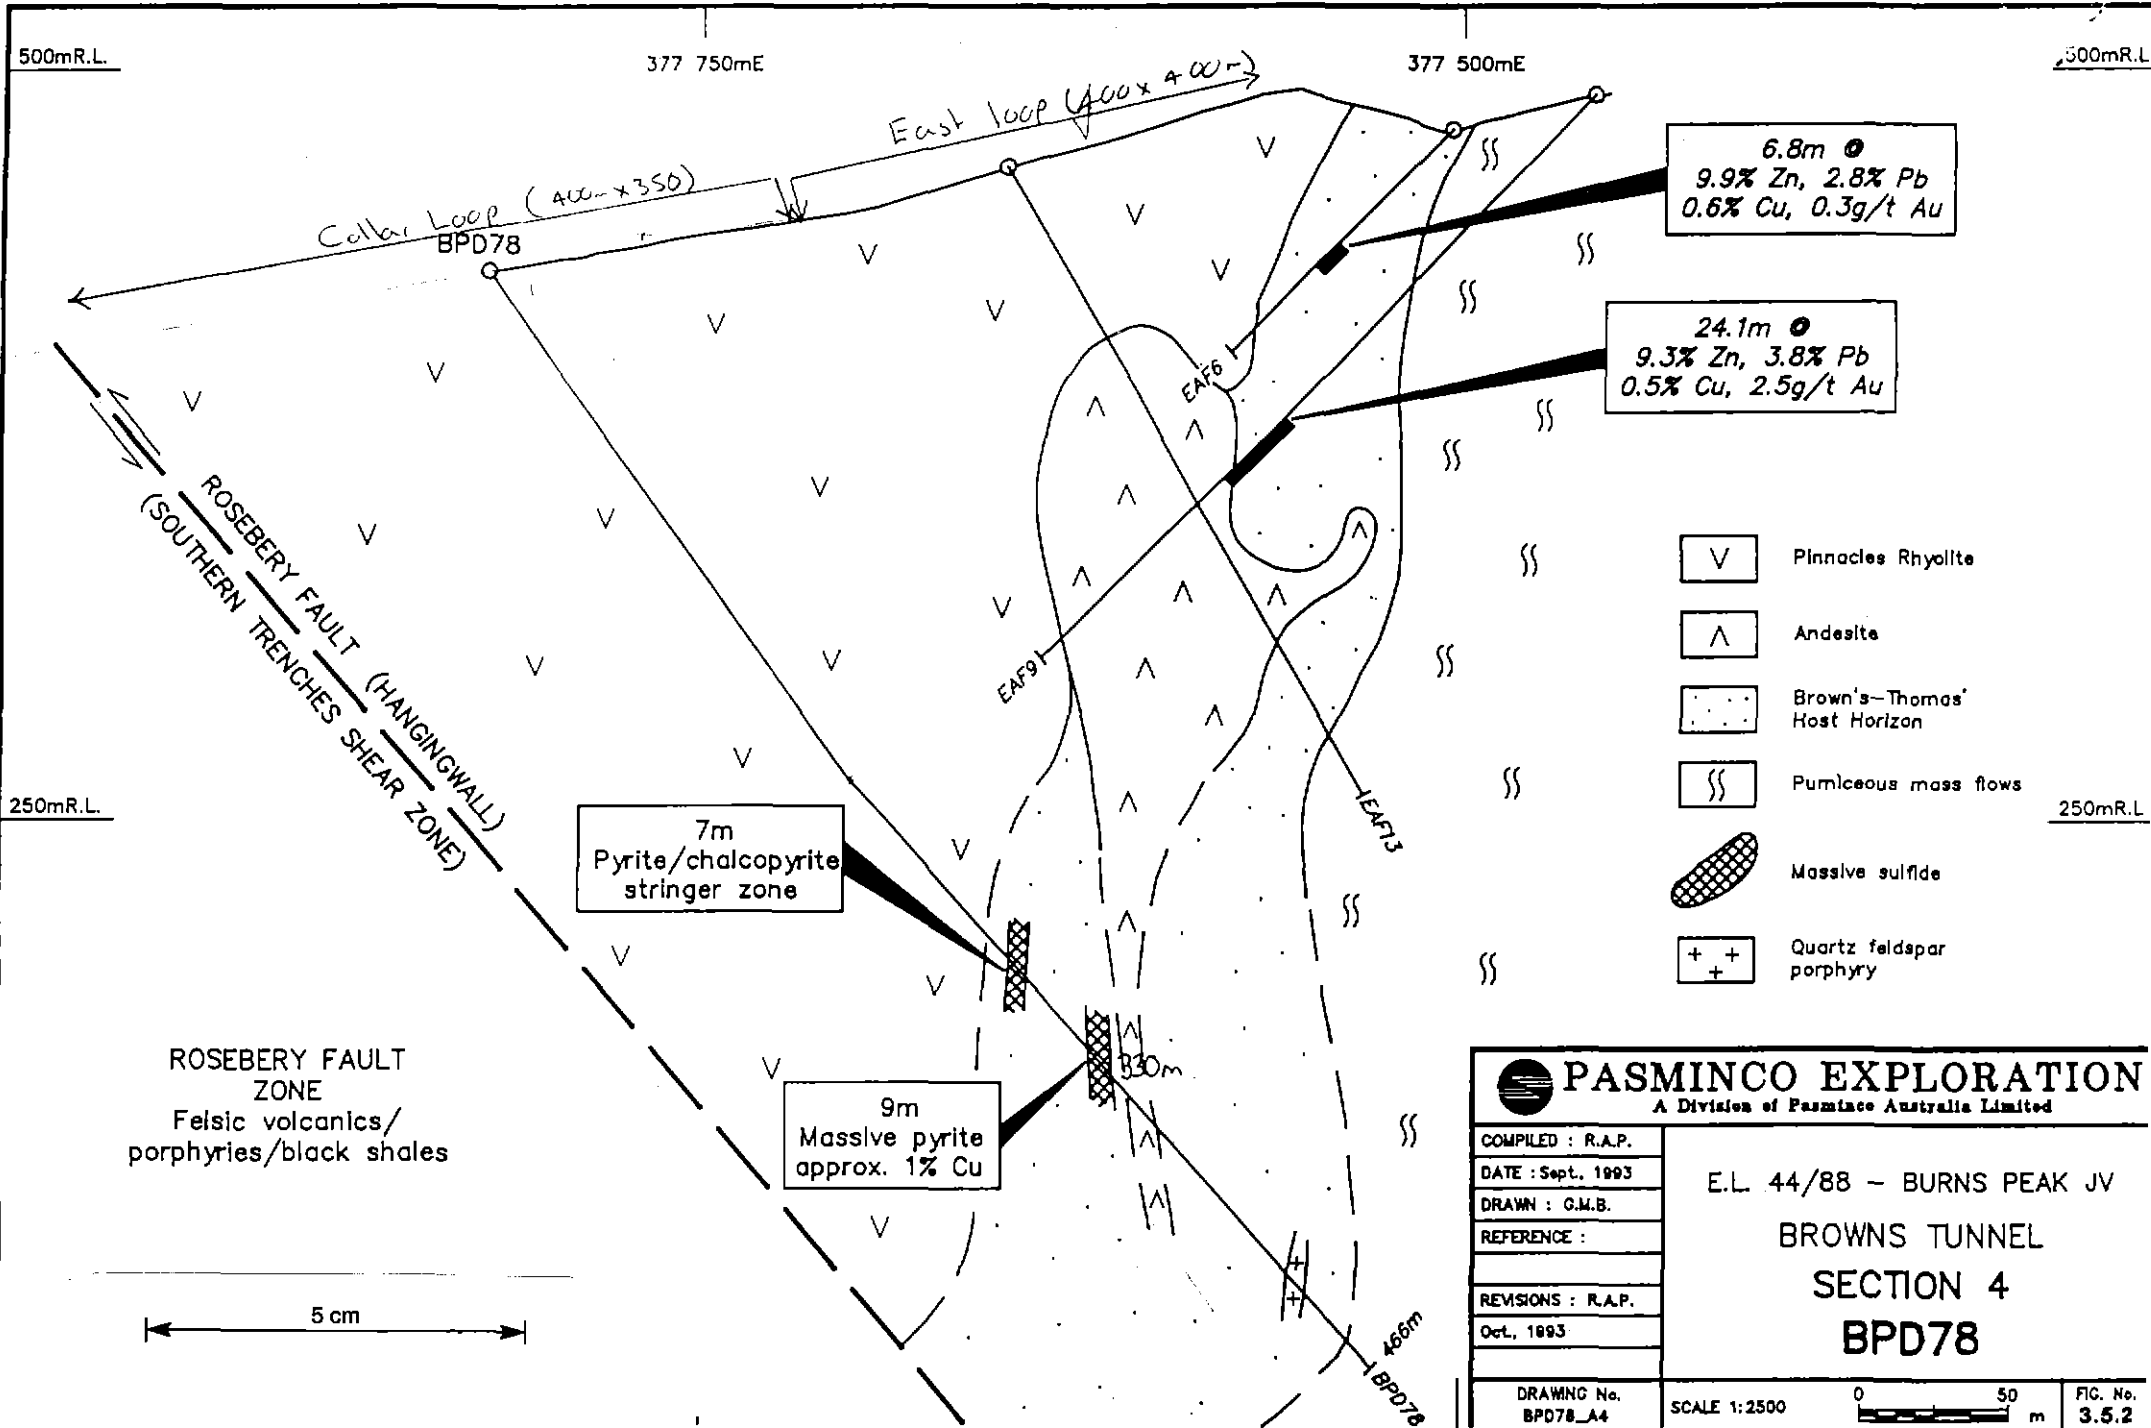 500mR.L.
377 750mE
377 500mE
500mR.L
East loop (400 x 400m)
Collar Loop (400m x 350)
BPD78
6.8m @
9.9% Zn, 2.8% Pb
0.6% Cu, 0.3g/t Au
24.1m @
9.3% Zn, 3.8% Pb
0.5% Cu, 2.5g/t Au
EAF6
EAF9
EAF13
ROSEBERY FAULT (HANGINGWALL)
(SOUTHERN TRENCHES SHEAR ZONE)
Pinnacles Rhyolite
Andesite
Brown's–Thomas'
Host Horizon
Pumiceous mass flows
250mR.L.
250mR.L
7m
Pyrite/chalcopyrite
stringer zone
Massive sulfide
Quartz feldspar
porphyry
330m
9m
Massive pyrite
approx. 1% Cu
ROSEBERY FAULT
ZONE
Felsic volcanics/
porphyries/black shales
5 cm
466m
BPD78
PASMINCO EXPLORATION
A Division of Pasminco Australia Limited
COMPILED : R.A.P.
DATE : Sept., 1993
DRAWN : G.M.B.
REFERENCE :
REVISIONS : R.A.P.
Oct., 1993
E.L. 44/88 – BURNS PEAK JV
BROWNS TUNNEL
SECTION 4
BPD78
DRAWING No.
BPD78_A4
SCALE 1:2500
0 50
m
FIG. No.
3.5.2